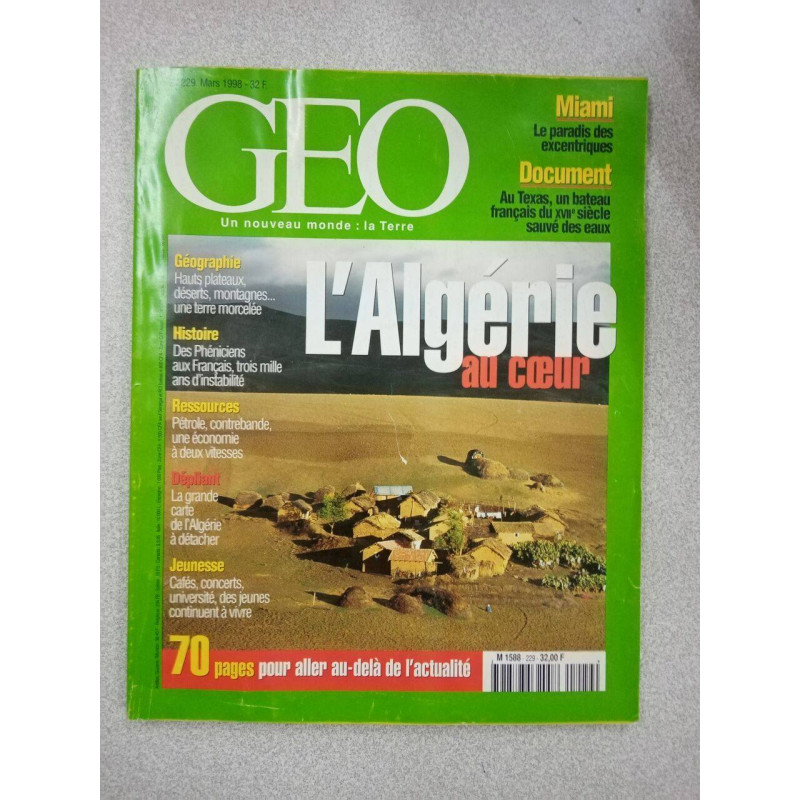 229 Mars 1998 - 32 F
GEO
Un nouveau monde : la Terre
Miami
Le paradis des
excentriques
Document
Au Texas, un bateau
français du XVIIe siècle
sauvé des eaux
L'Algérie
au cœur
Géographie
Hauts plateaux,
déserts, montagnes...
une terre morcelée
Histoire
Des Phéniciens
aux Français, trois mille
ans d'instabilité
Ressources
Pétrole, contrebande,
une économie
à deux vitesses
Dépliant
La grande
carte
de l'Algérie
à détacher
Jeunesse
Cafés, concerts,
université, des jeunes
continuent à vivre
70 pages pour aller au-delà de l'actualité
M 1588 - 229 - 32,00 F